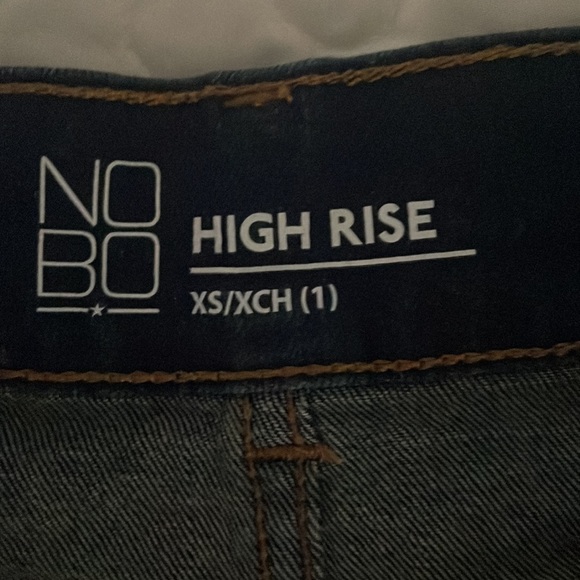 NO
BO
HIGH RISE
XS/XCH (1)